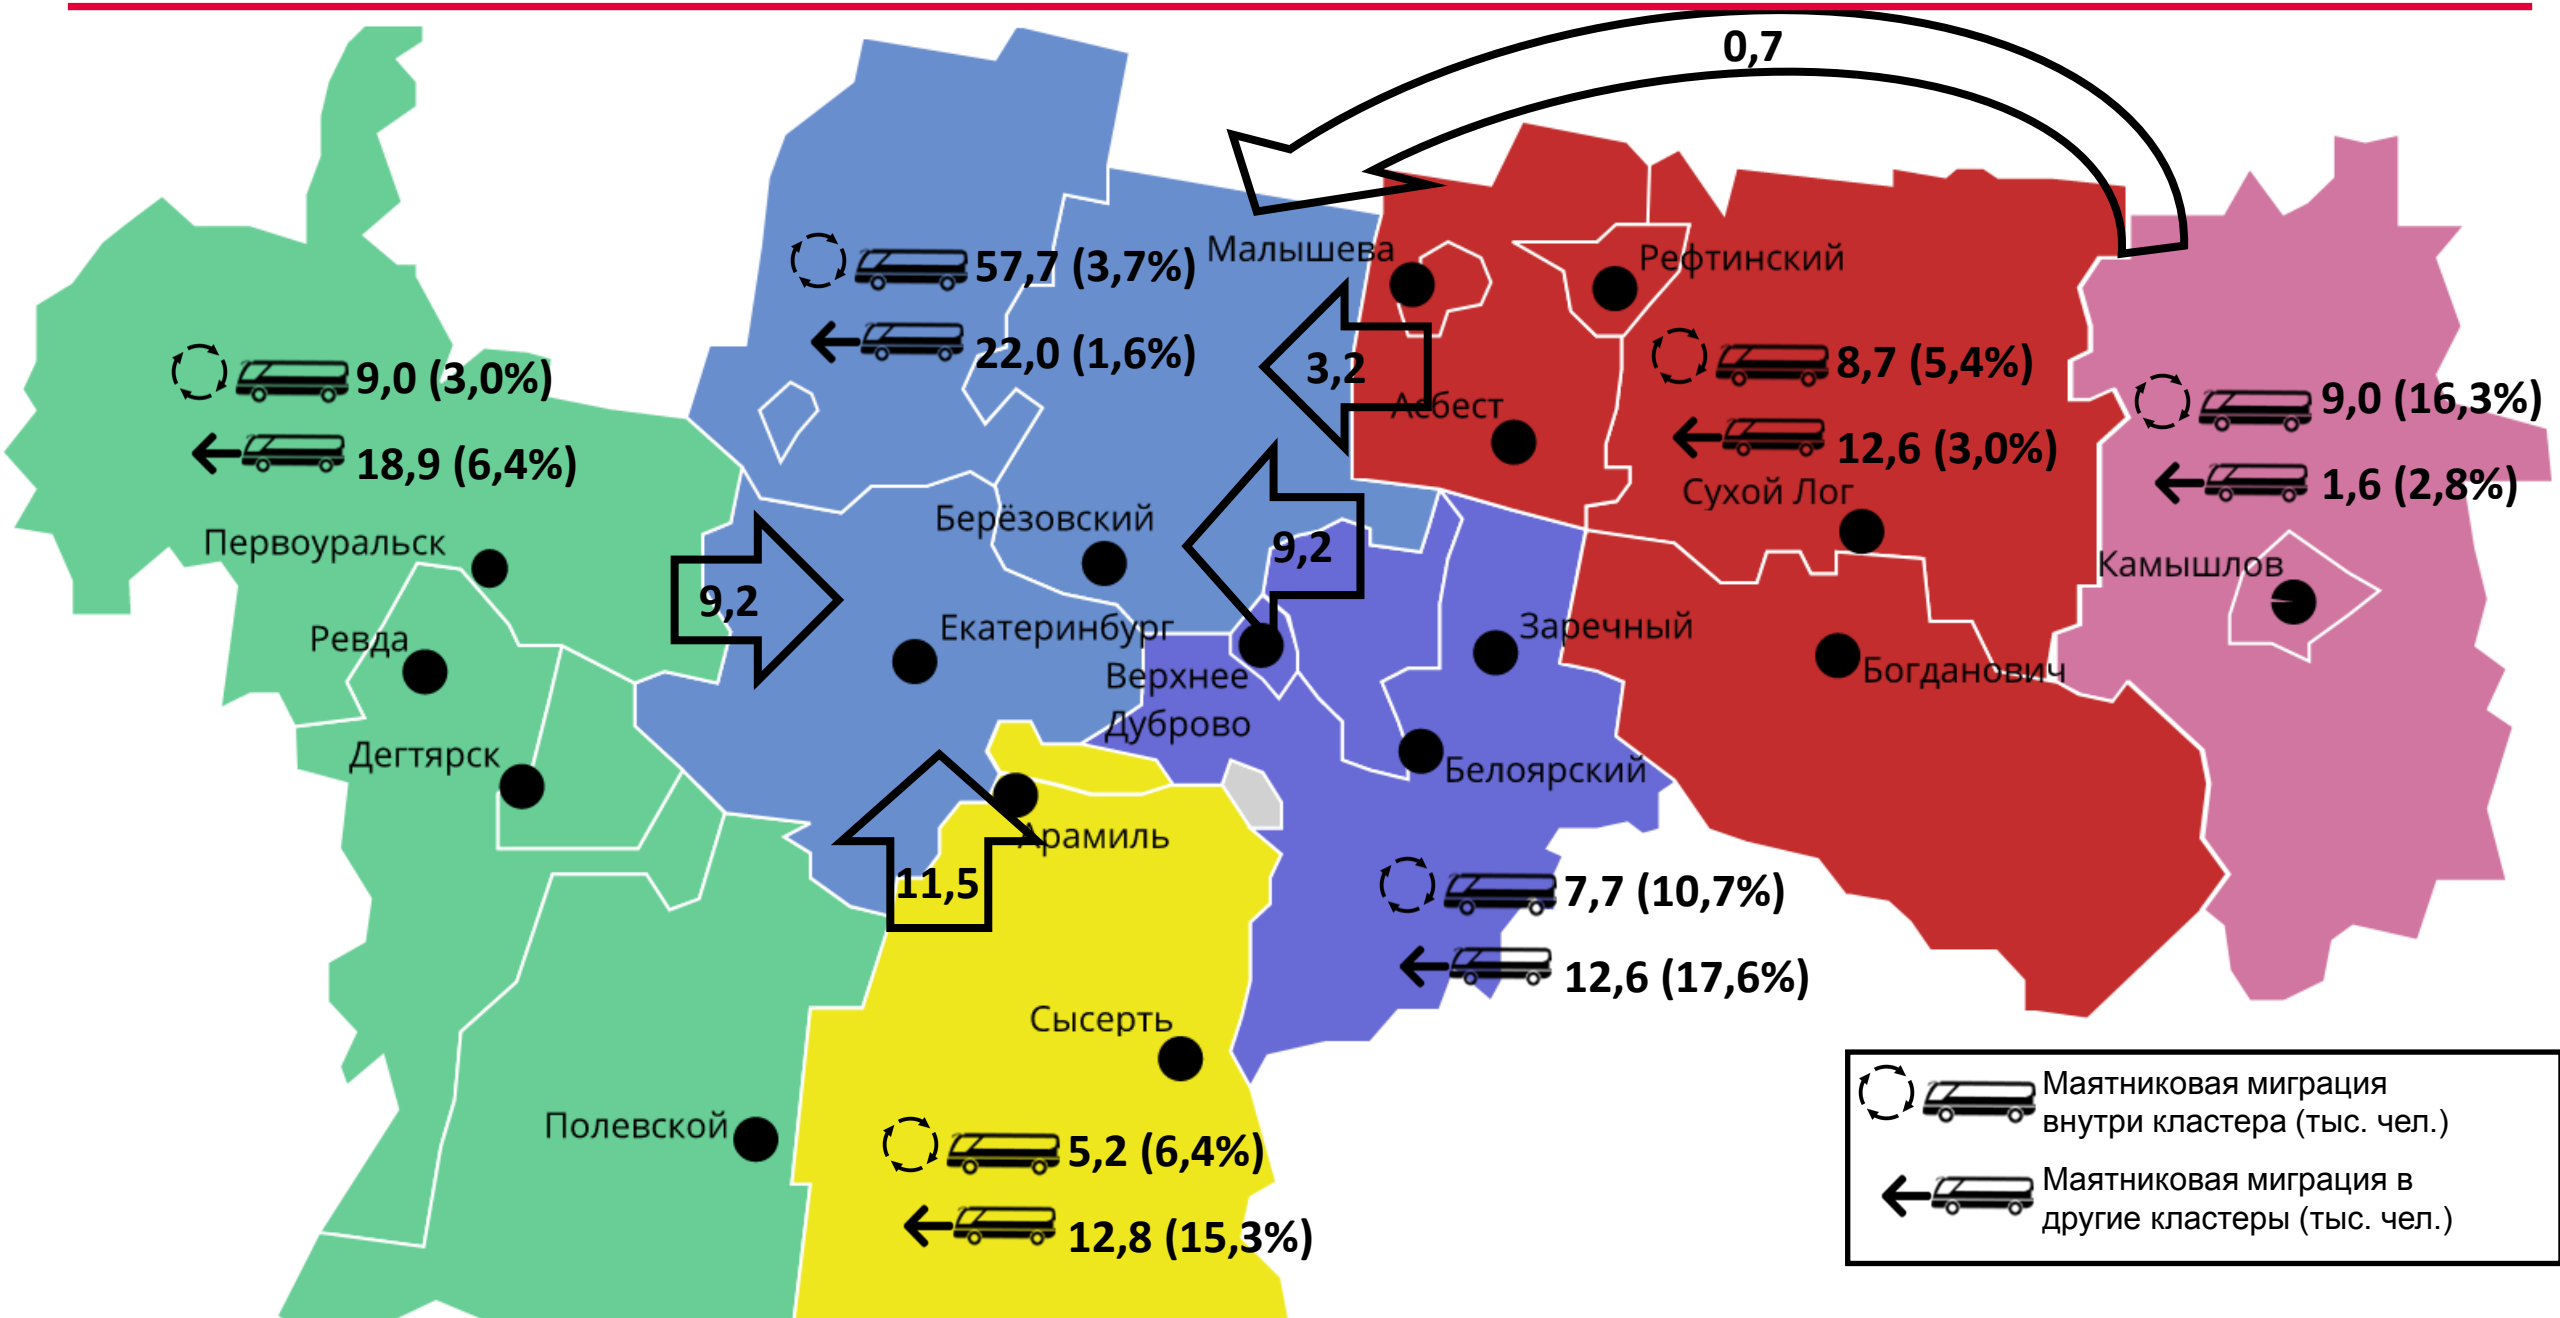 0,7
57,7 (3,7%)
22,0 (1,6%)
Малышева
Рефтинский
3,2
Асбест
8,7 (5,4%)
12,6 (3,0%)
Сухой Лог
9,0 (16,3%)
1,6 (2,8%)
Камышлов
9,0 (3,0%)
18,9 (6,4%)
Первоуральск
Ревда
Дегтярск
9,2
Берёзовский
Екатеринбург
9,2
Верхнее
Дуброво
Заречный
Белоярский
Богданович
Арамиль
11,5
7,7 (10,7%)
12,6 (17,6%)
Сысерть
Полевской
5,2 (6,4%)
12,8 (15,3%)
Маятниковая миграция
внутри кластера (тыс. чел.)
Маятниковая миграция в
другие кластеры (тыс. чел.)